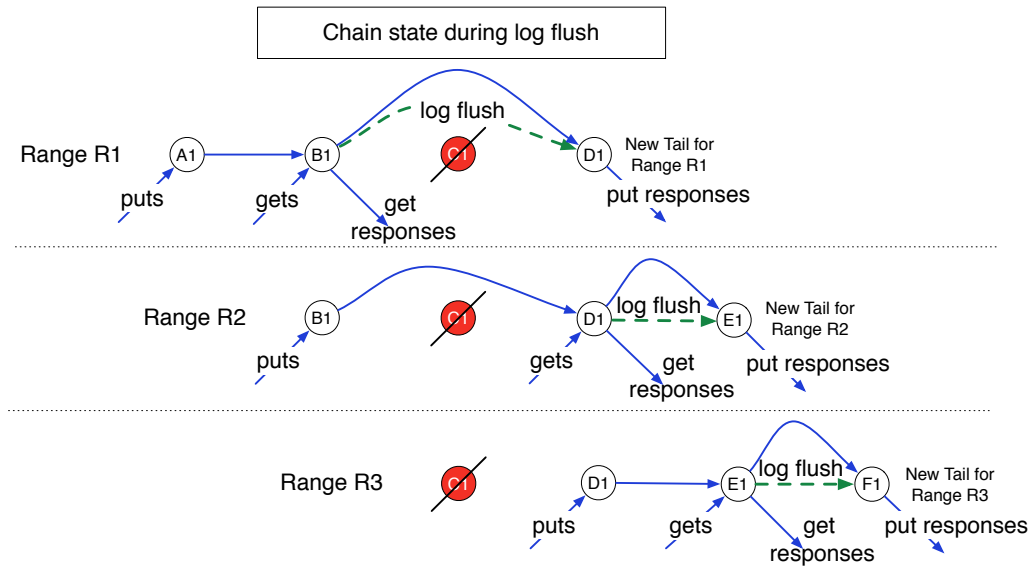 Chain state during log flush
log flush
Range R1
A1
B1
C1
D1
New Tail for
Range R1
puts
gets
get
responses
put responses
Range R2
B1
C1
D1
log flush
E1
New Tail for
Range R2
puts
gets
get
responses
put responses
Range R3
C1
D1
E1
log flush
F1
New Tail for
Range R3
puts
gets
get
responses
put responses